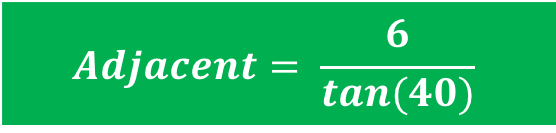 Adjacent = 6 / tan(40)